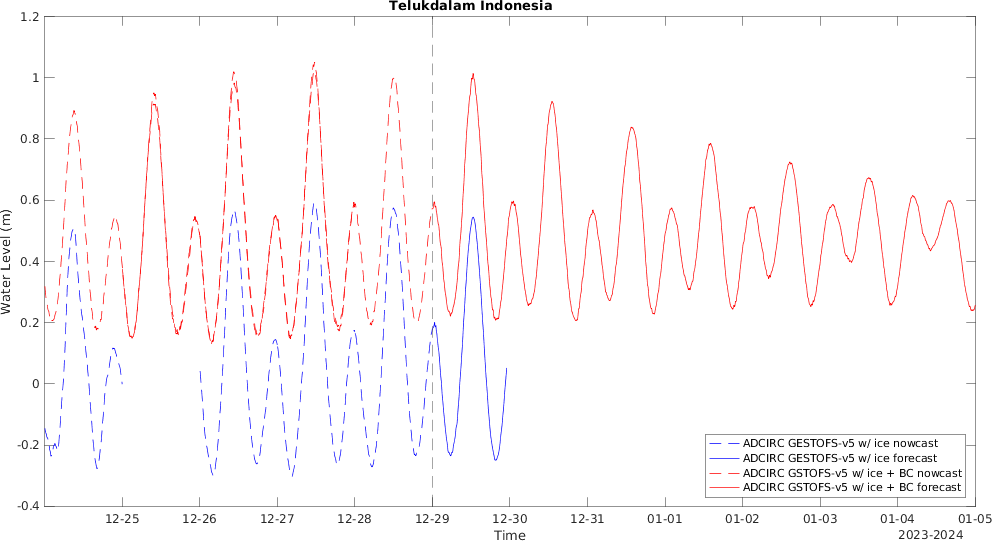 Telukdalam Indonesia
1.2
1
0.8
0.6
0.4
0.2
0
-0.2
-0.4
Water Level (m)
12-25 12-26 12-27 12-28 12-29 12-30 12-31 01-01 01-02 01-03 01-04 01-05
Time
2023-2024
ADCIRC GESTOFS-v5 w/ ice nowcast
ADCIRC GESTOFS-v5 w/ ice forecast
ADCIRC GSTOFS-v5 w/ ice + BC nowcast
ADCIRC GSTOFS-v5 w/ ice + BC forecast